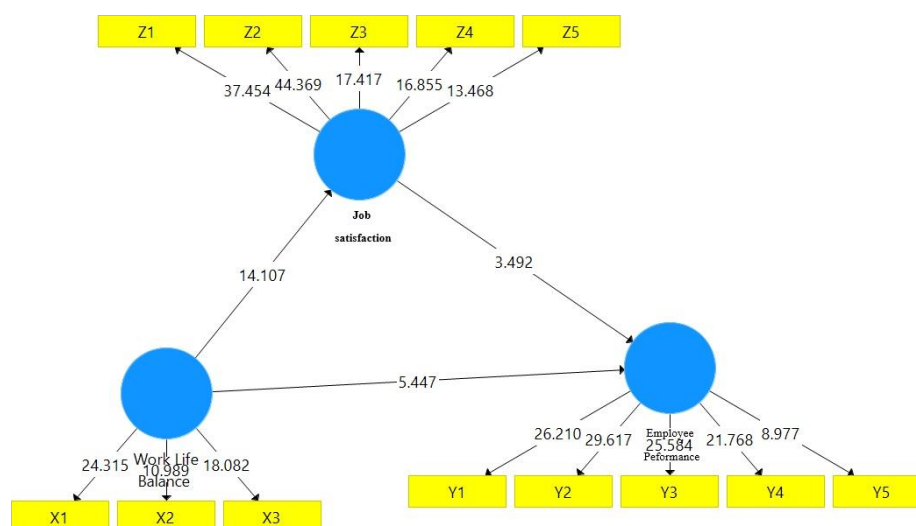 Z1
Z2
Z3
Z4
Z5
37.454
44.369
17.417
16.855
13.468
Job
satisfaction
14.107
3.492
5.447
24.315
10.989
18.082
Work Life
Balance
26.210
29.617
25.584
21.768
8.977
Employee
Peformance
Y1
Y2
Y3
Y4
Y5
X1
X2
X3